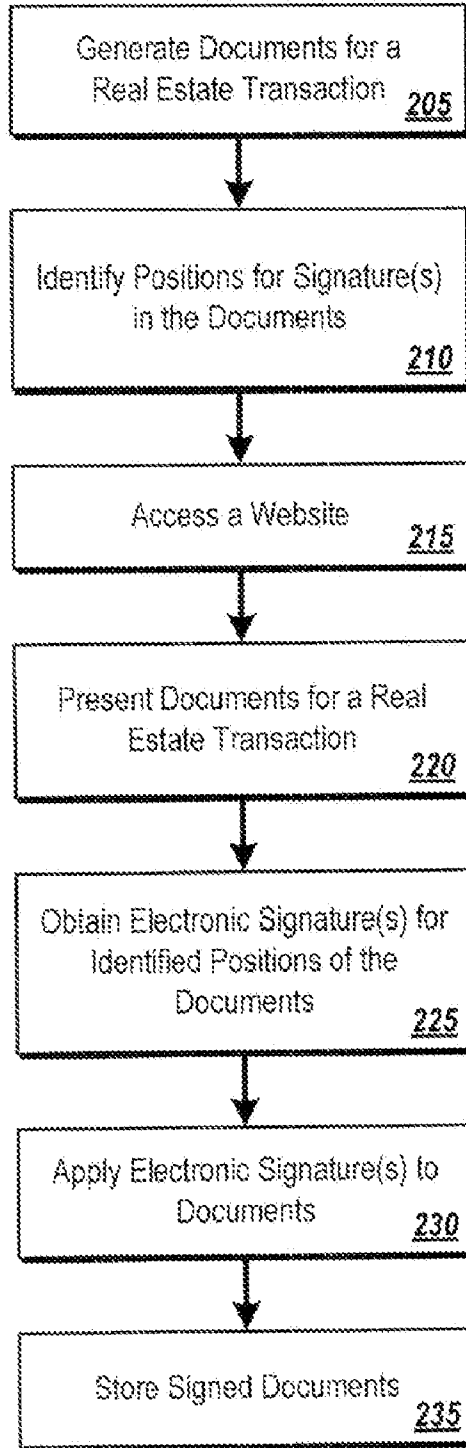 Generate Documents for a
Real Estate Transaction
205
Identify Positions for Signature(s)
in the Documents
210
Access a Website
215
Present Documents for a Real
Estate Transaction
220
Obtain Electronic Signature(s) for
Identified Positions of the
Documents
225
Apply Electronic Signature(s) to
Documents
230
Store Signed Documents
235